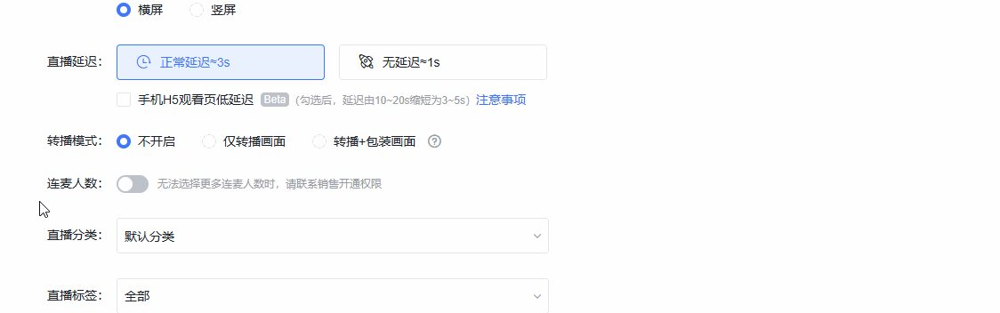 横屏 竖屏
直播延迟： 正常延迟≈3s 无延迟≈1s
手机H5观看页低延迟 Beta （勾选后，延迟由10~20s缩短为3~5s）注意事项
转播模式： 不开启 仅转播画面 转播+包装画面 ?
连麦人数： 无法选择更多连麦人数时，请联系销售开通权限
直播分类： 默认分类
直播标签： 全部